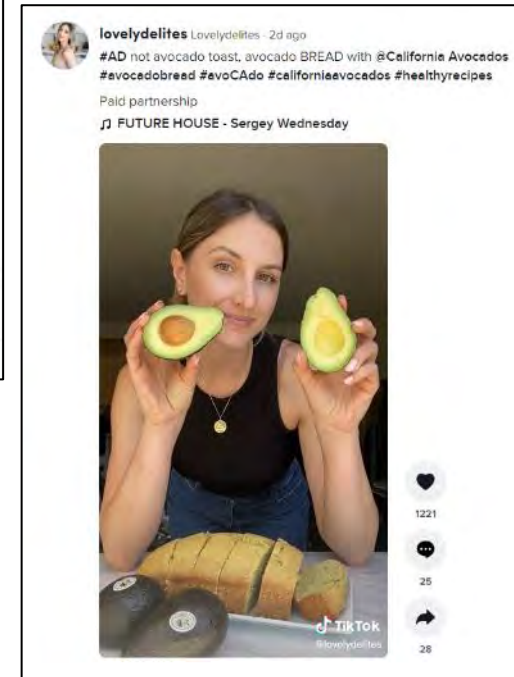 lovelydelites Lovelydelites · 2d ago
#AD not avocado toast, avocado BREAD with @California Avocados
#avocadobread #avoCAdo #californiaavocados #healthyrecipes
Paid partnership
♫ FUTURE HOUSE - Sergey Wednesday
1221
25
28
TikTok
@lovelydelites